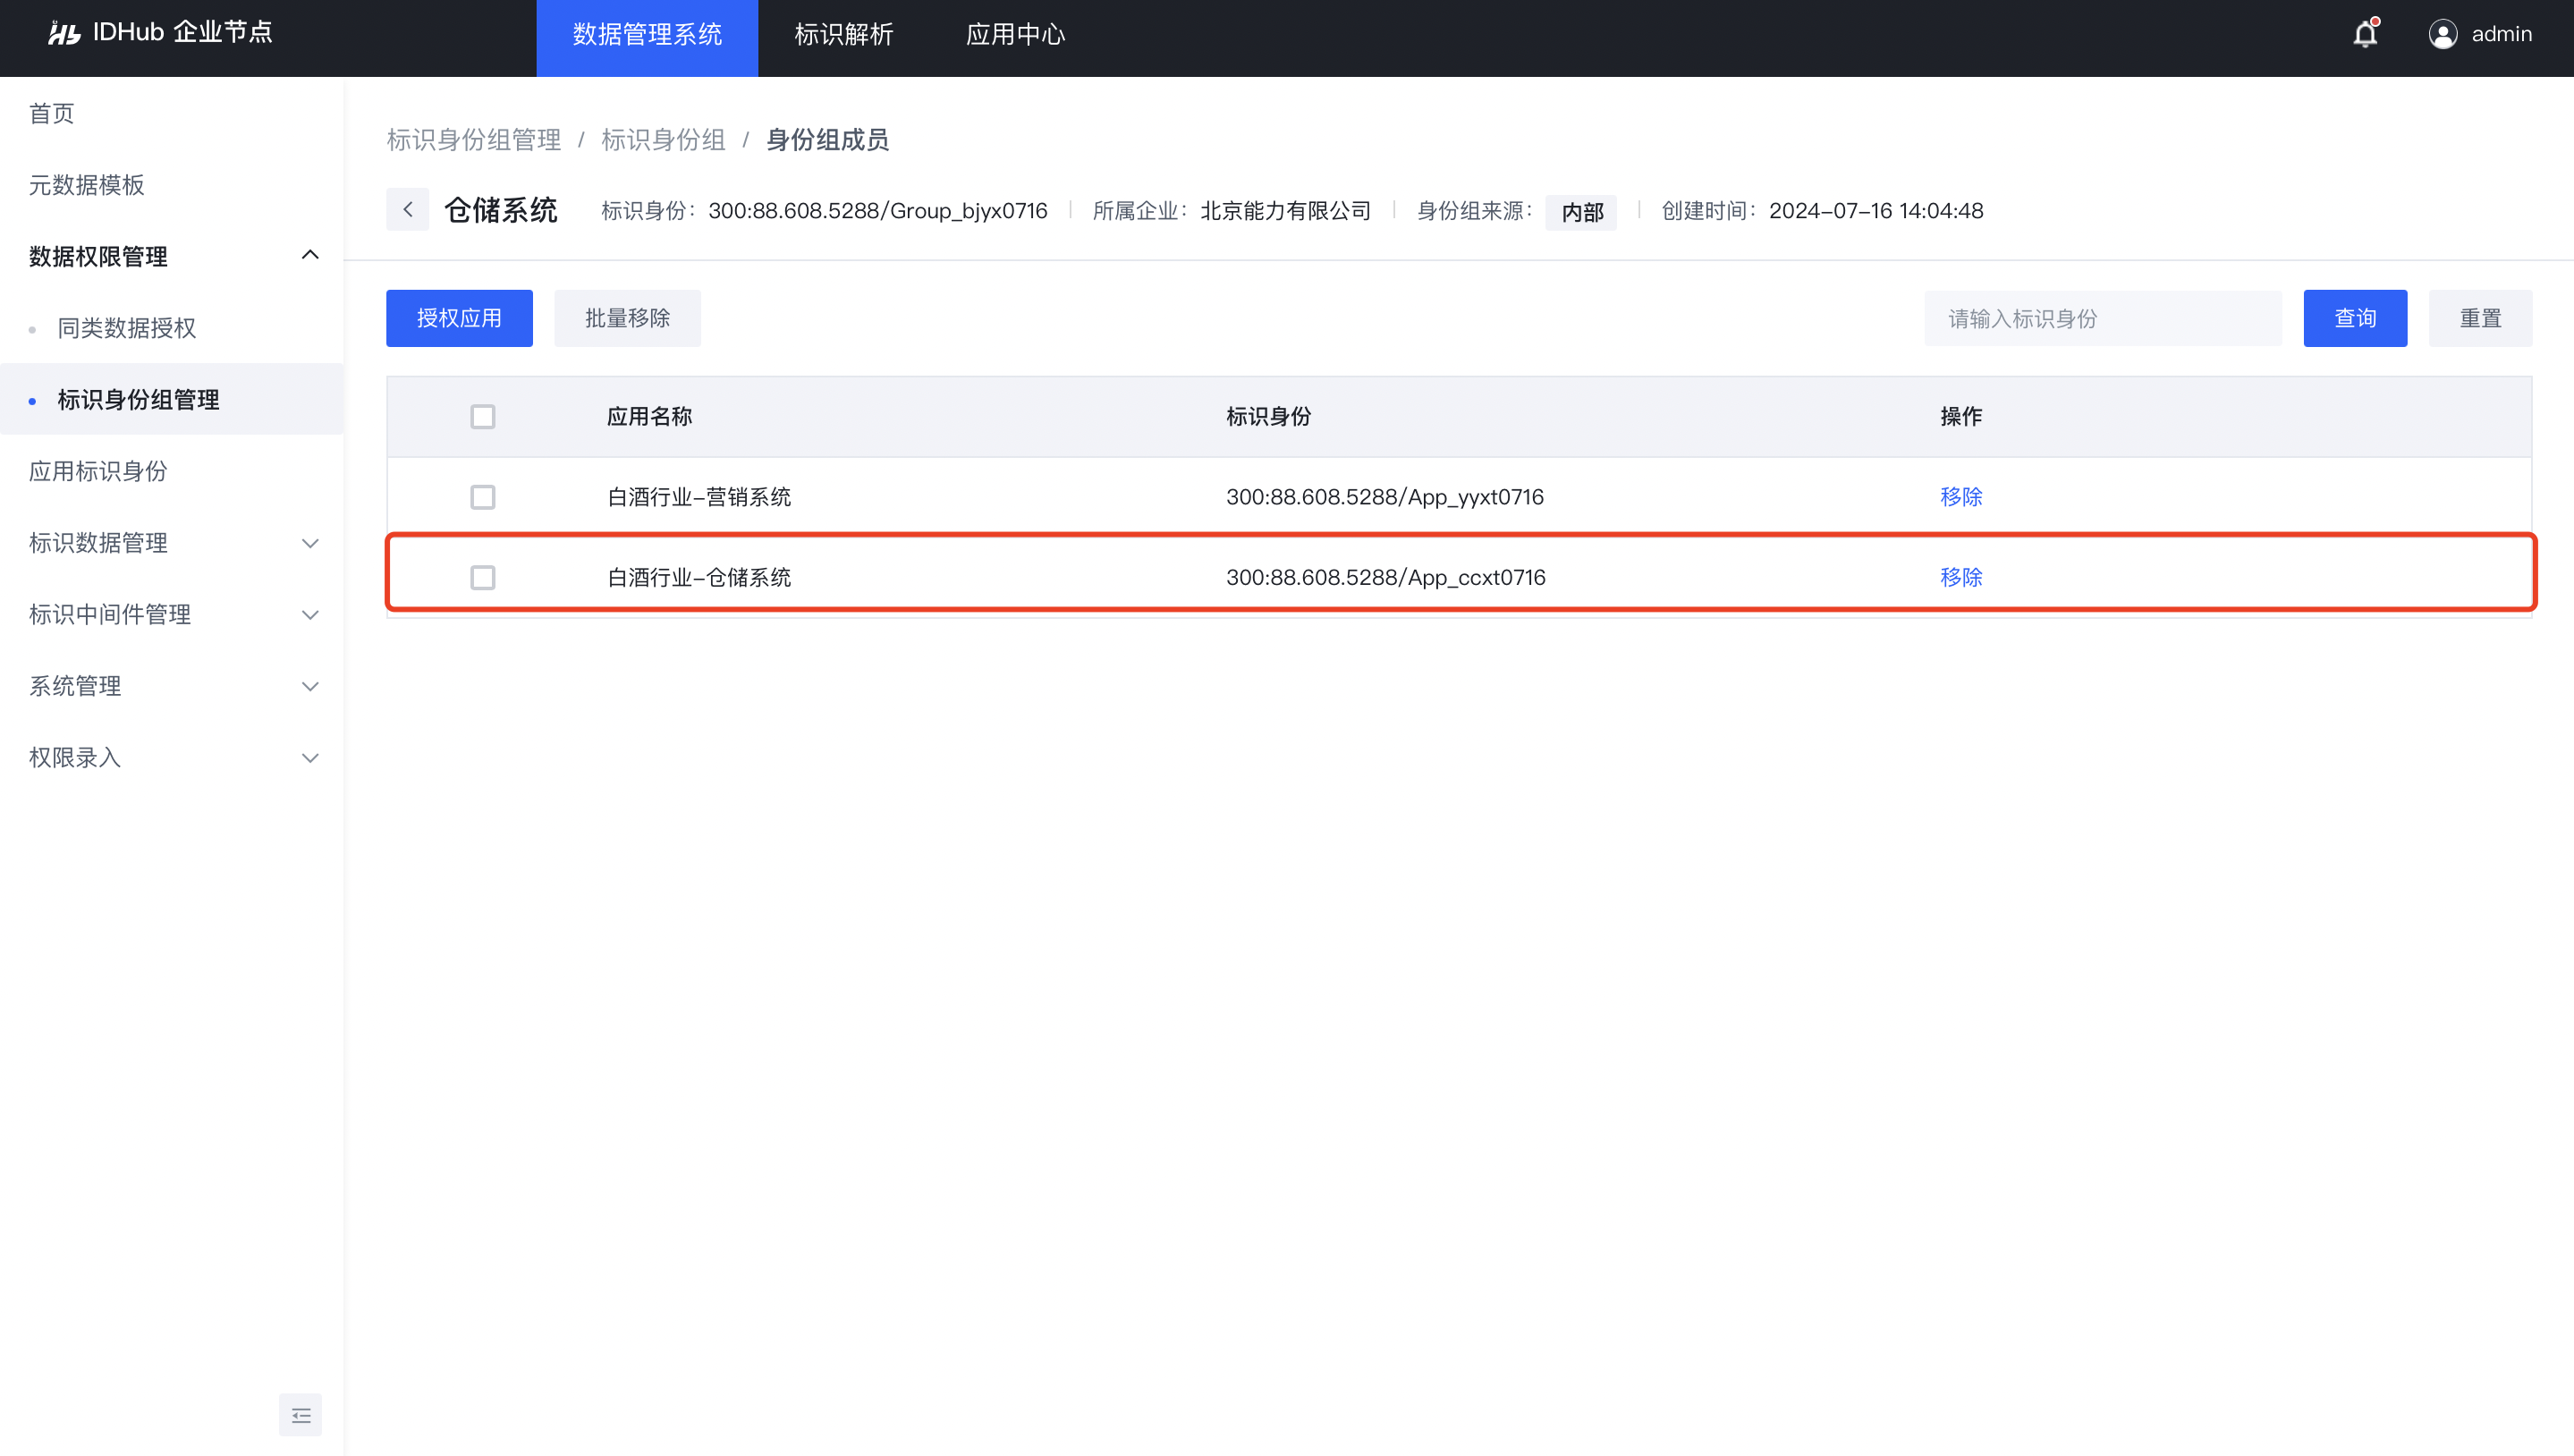 IDHub 企业节点
数据管理系统
标识解析
应用中心
admin
首页
元数据模板
数据权限管理
同类数据授权
标识身份组管理
应用标识身份
标识数据管理
标识中间件管理
系统管理
权限录入
标识身份组管理 / 标识身份组 / 身份组成员
仓储系统 标识身份: 300:88.608.5288/Group_bjyx0716 所属企业: 北京能力有限公司 身份组来源: 内部 创建时间: 2024-07-16 14:04:48
授权应用 批量移除 请输入标识身份 查询 重置
应用名称 标识身份 操作
白酒行业-营销系统 300:88.608.5288/App_yyxt0716 移除
白酒行业-仓储系统 300:88.608.5288/App_ccxt0716 移除